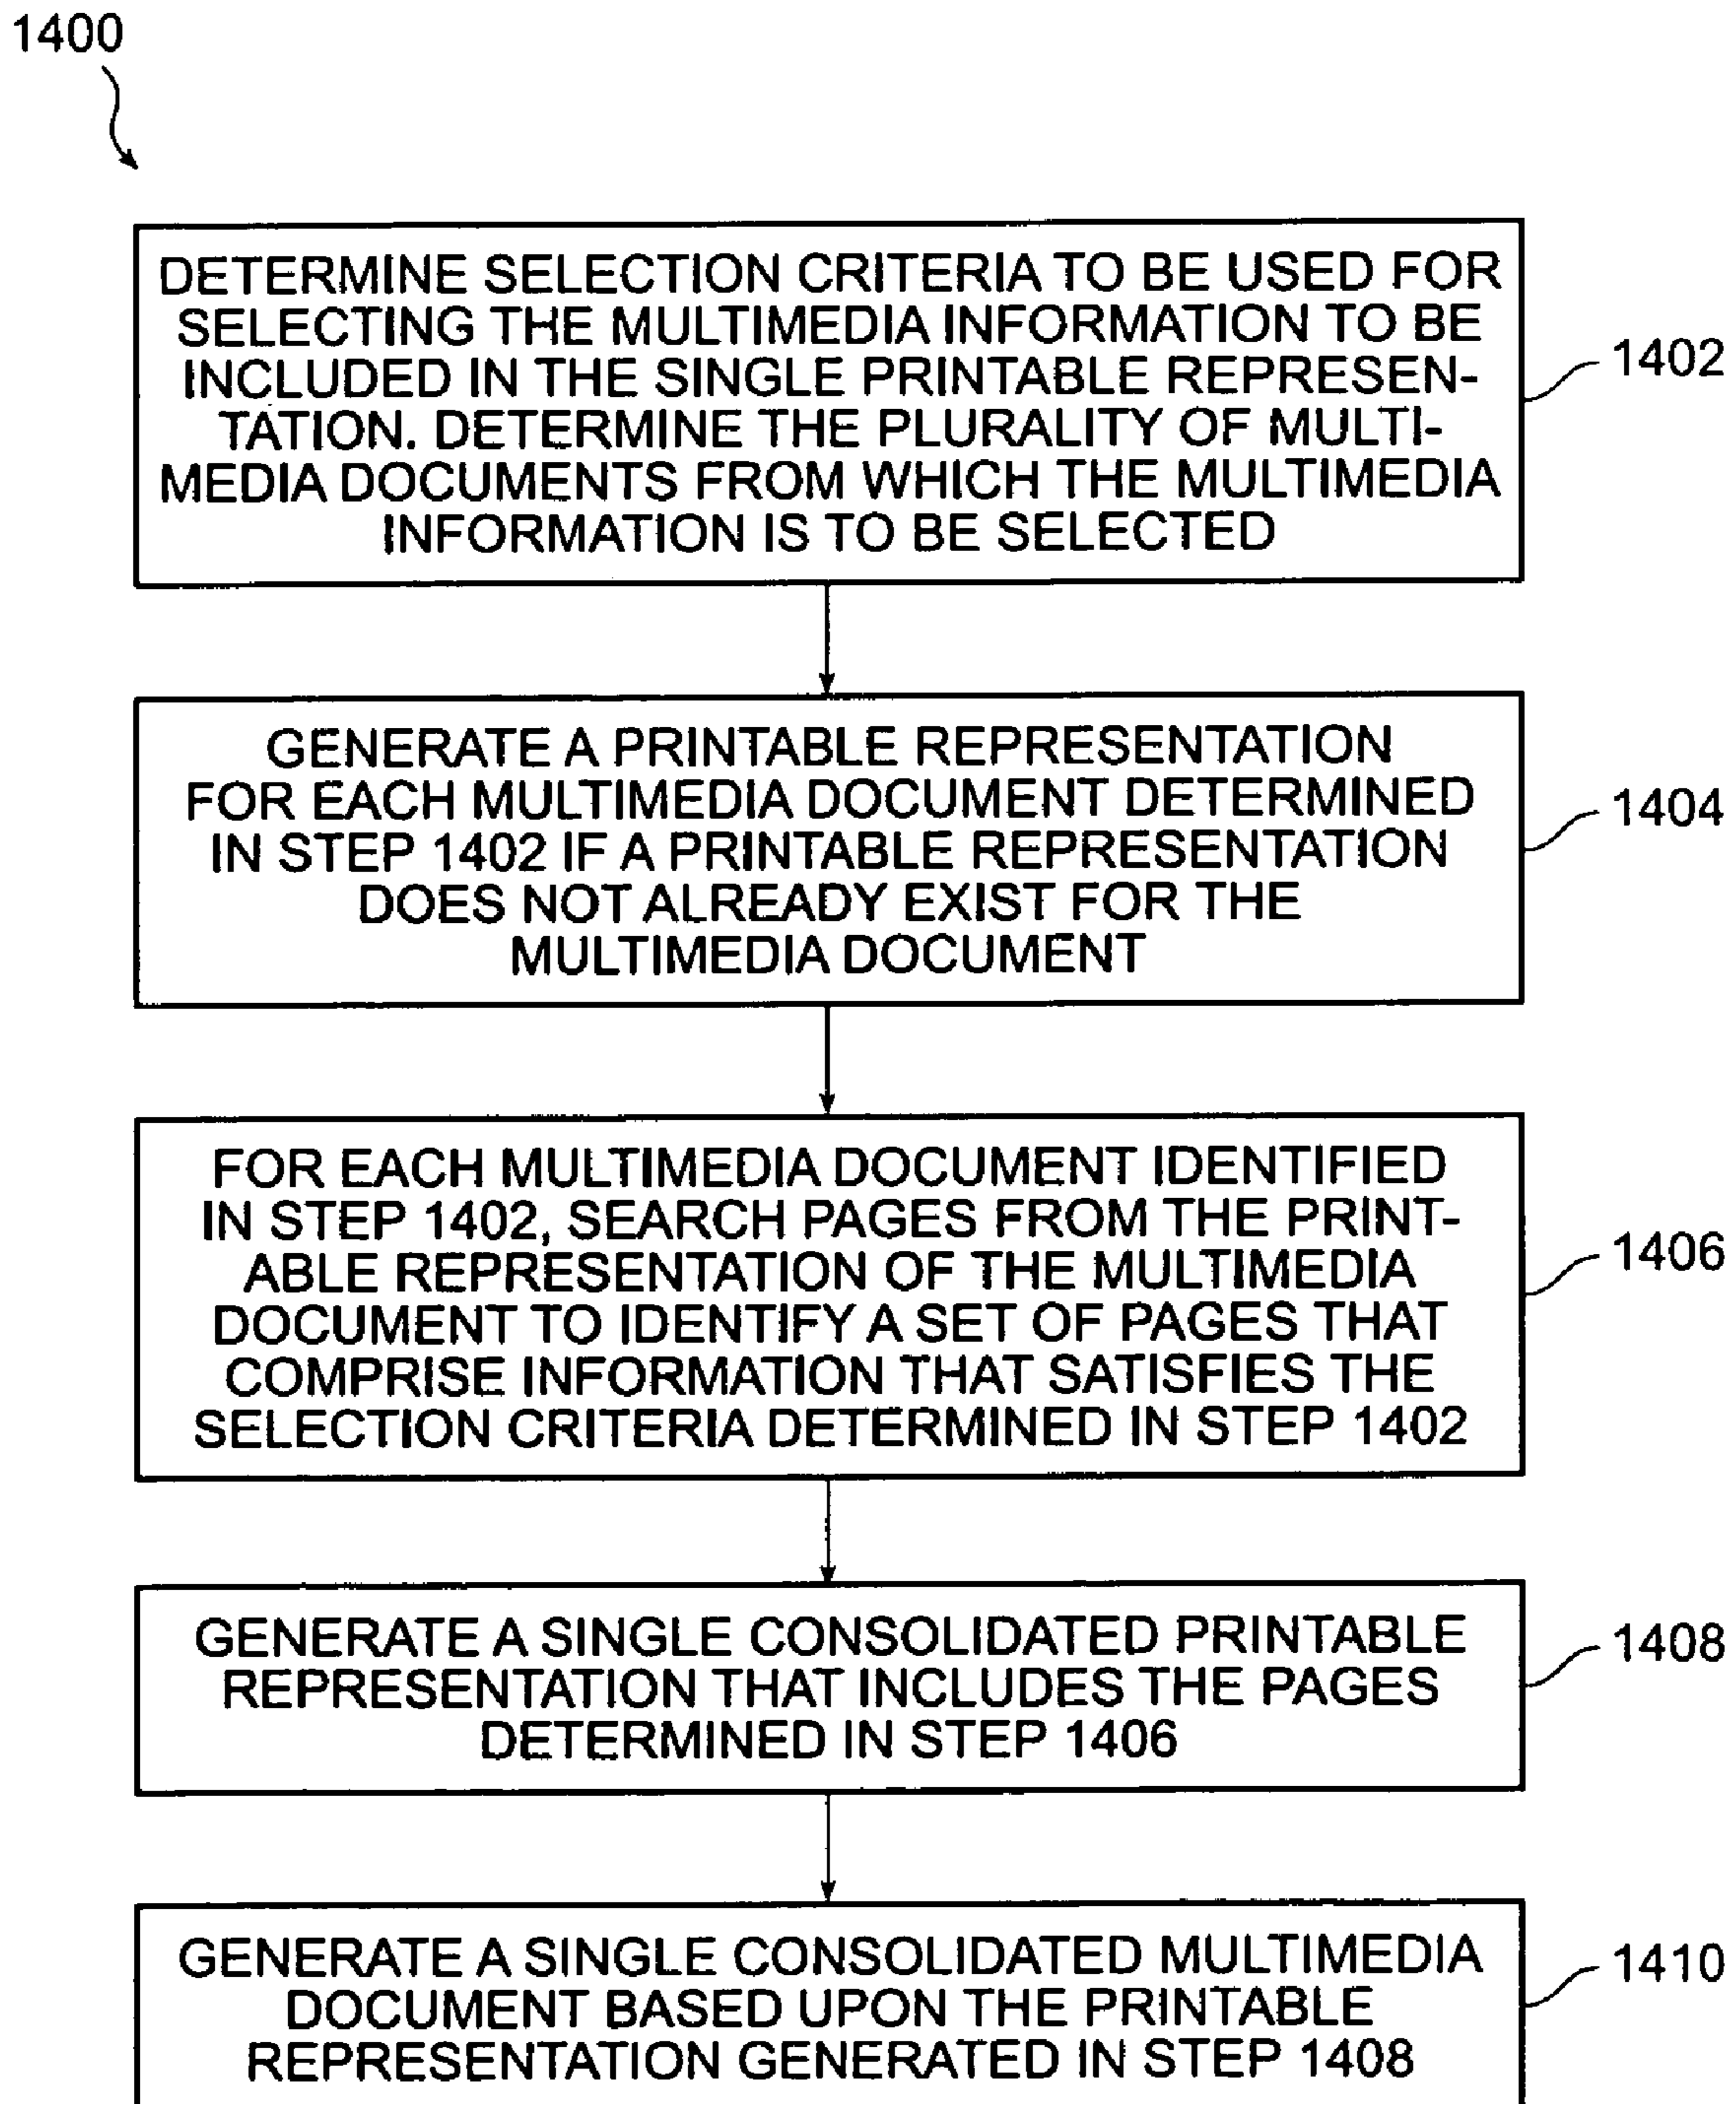 1400
DETERMINE SELECTION CRITERIA TO BE USED FOR
SELECTING THE MULTIMEDIA INFORMATION TO BE
INCLUDED IN THE SINGLE PRINTABLE REPRESEN-
TATION. DETERMINE THE PLURALITY OF MULTI-
MEDIA DOCUMENTS FROM WHICH THE MULTIMEDIA
INFORMATION IS TO BE SELECTED
1402
GENERATE A PRINTABLE REPRESENTATION
FOR EACH MULTIMEDIA DOCUMENT DETERMINED
IN STEP 1402 IF A PRINTABLE REPRESENTATION
DOES NOT ALREADY EXIST FOR THE
MULTIMEDIA DOCUMENT
1404
FOR EACH MULTIMEDIA DOCUMENT IDENTIFIED
IN STEP 1402, SEARCH PAGES FROM THE PRINT-
ABLE REPRESENTATION OF THE MULTIMEDIA
DOCUMENT TO IDENTIFY A SET OF PAGES THAT
COMPRISE INFORMATION THAT SATISFIES THE
SELECTION CRITERIA DETERMINED IN STEP 1402
1406
GENERATE A SINGLE CONSOLIDATED PRINTABLE
REPRESENTATION THAT INCLUDES THE PAGES
DETERMINED IN STEP 1406
1408
GENERATE A SINGLE CONSOLIDATED MULTIMEDIA
DOCUMENT BASED UPON THE PRINTABLE
REPRESENTATION GENERATED IN STEP 1408
1410